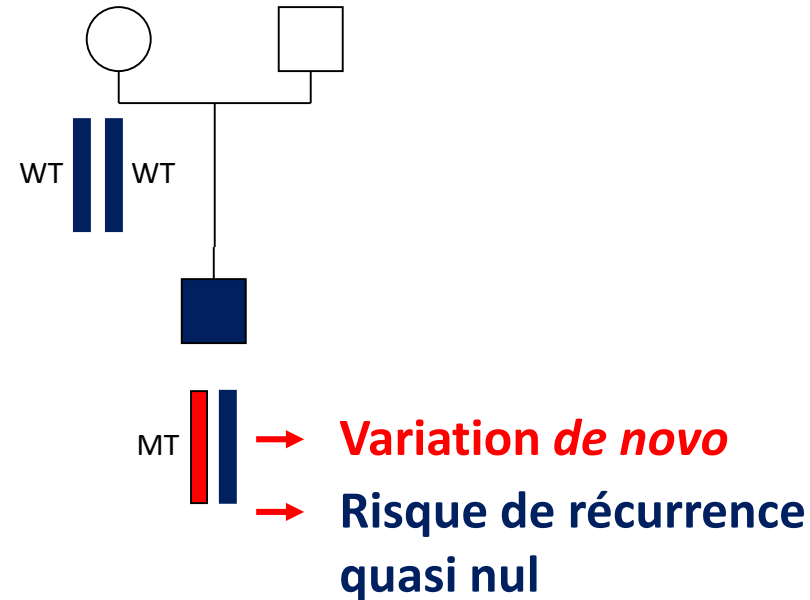 WT WT
MT
Variation de novo
Risque de récurrence
quasi nul